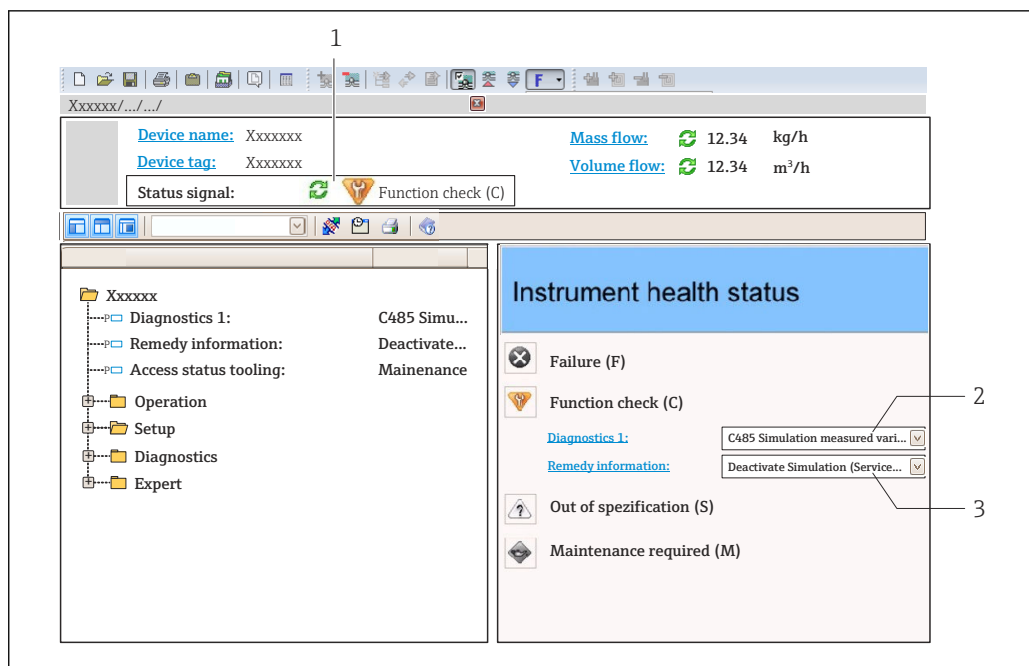 1
F
Xxxxxx/.../.../
Device name: Xxxxxxx
Mass flow: 12.34 kg/h
Device tag: Xxxxxxx
Volume flow: 12.34 m³/h
Status signal: Function check (C)
Xxxxxx
Diagnostics 1: C485 Simu...
Remedy information: Deactivate...
Access status tooling: Mainenance
Operation
Setup
Diagnostics
Expert
Instrument health status
Failure (F)
Function check (C)
2
Diagnostics 1: C485 Simulation measured vari...
Remedy information: Deactivate Simulation (Service...
3
Out of spezification (S)
Maintenance required (M)